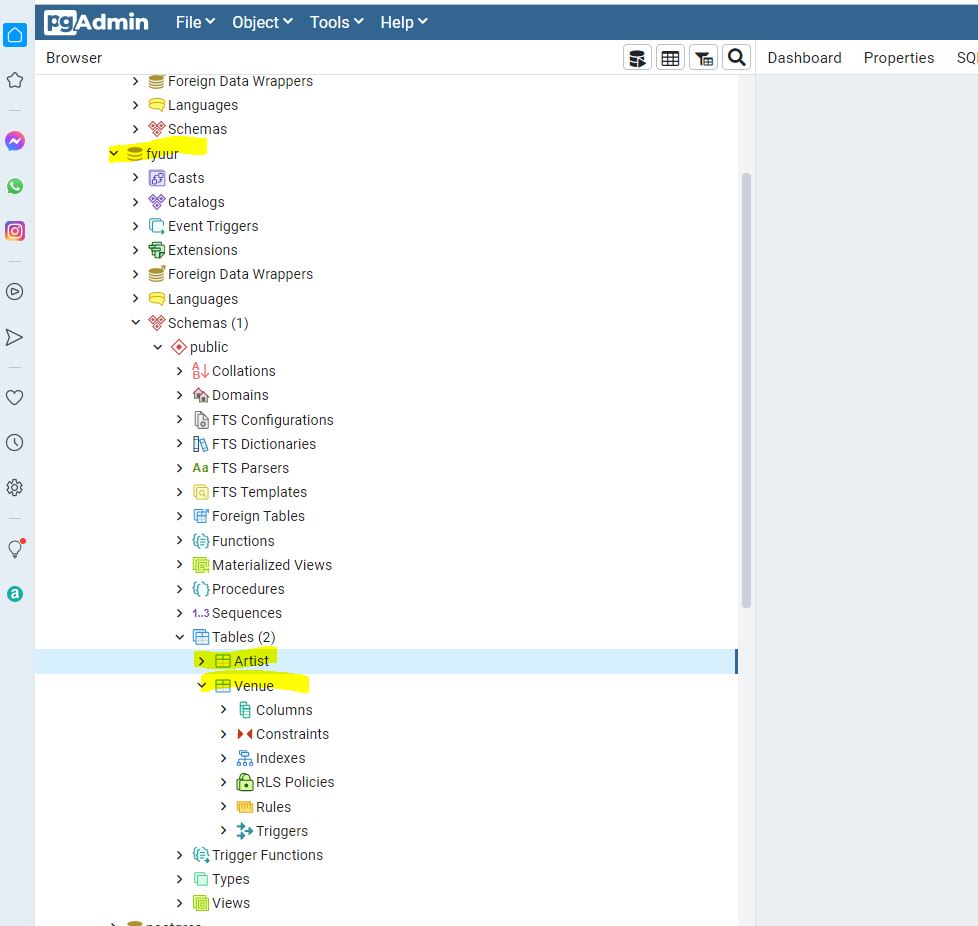 pgAdmin File Object Tools Help
Browser Dashboard Properties SQ
Foreign Data Wrappers
Languages
Schemas
fyuur
Casts
Catalogs
Event Triggers
Extensions
Foreign Data Wrappers
Languages
Schemas (1)
public
Collations
Domains
FTS Configurations
FTS Dictionaries
Aa FTS Parsers
FTS Templates
Foreign Tables
Functions
Materialized Views
Procedures
1..3 Sequences
Tables (2)
Artist
Venue
Columns
Constraints
Indexes
RLS Policies
Rules
Triggers
Trigger Functions
Types
Views